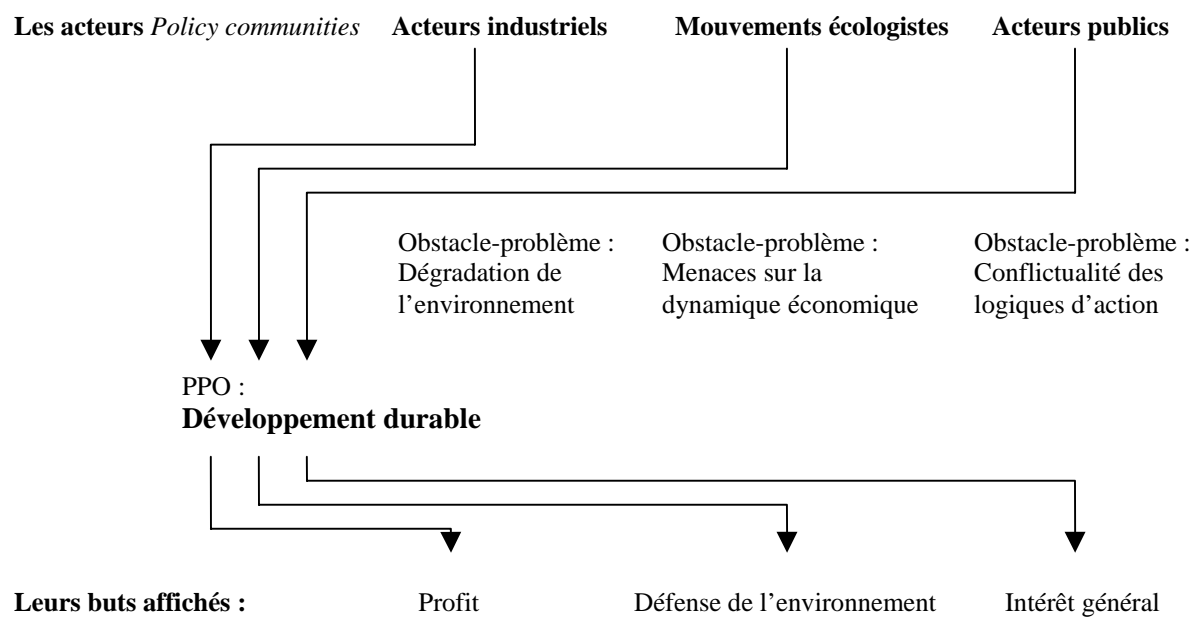 Les acteurs Policy communities Acteurs industriels Mouvements écologistes Acteurs publics
Obstacle-problème :
Dégradation de
l’environnement
Obstacle-problème :
Menaces sur la
dynamique économique
Obstacle-problème :
Conflictualité des
logiques d’action
PPO :
Développement durable
Leurs buts affichés : Profit Défense de l’environnement Intérêt général